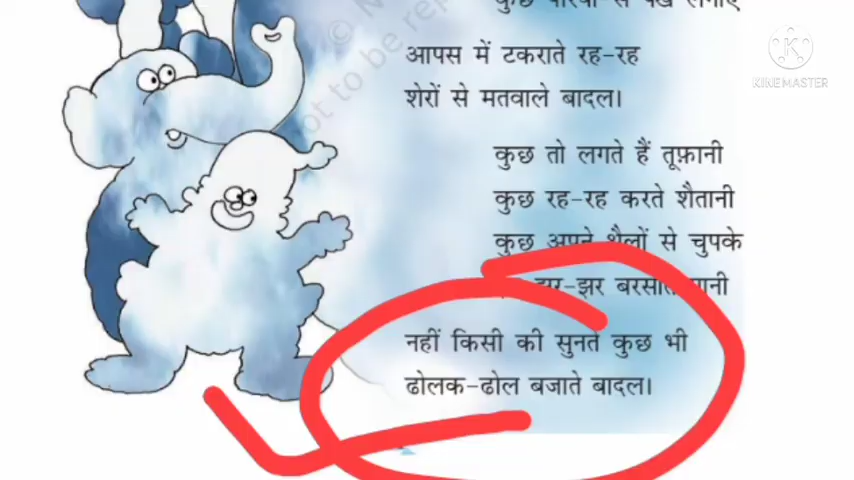 आपस में टकराते रह-रह
शेरों से मतवाले बादल।
कुछ तो लगते हैं तूफ़ानी
कुछ रह-रह करते शैतानी
कुछ अपने थैलों से चुपके
झर-झर बरसाते पानी
नहीं किसी की सुनते कुछ भी
ढोलक-ढोल बजाते बादल।
KINEMASTER